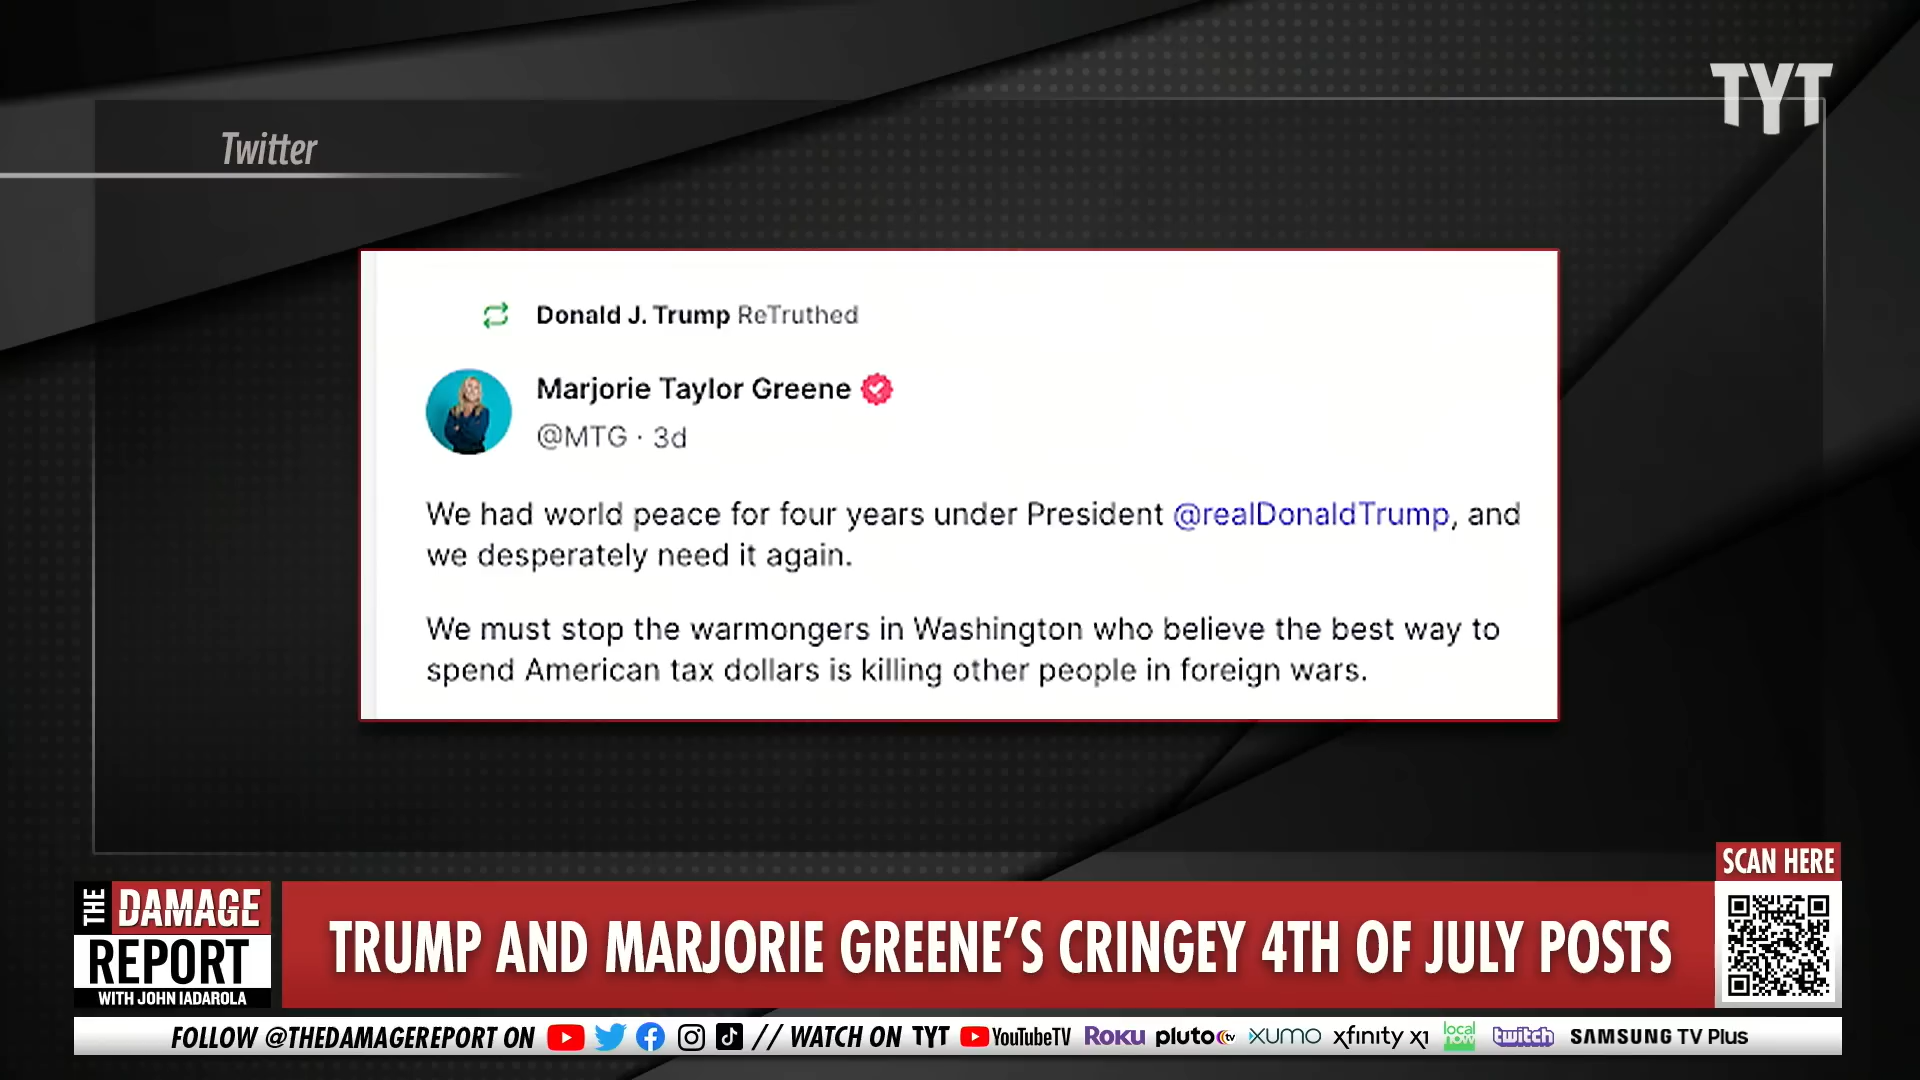 TYT
Twitter
Donald J. Trump ReTruthed
Marjorie Taylor Greene
@MTG · 3d
We had world peace for four years under President @realDonaldTrump, and
we desperately need it again.
We must stop the warmongers in Washington who believe the best way to
spend American tax dollars is killing other people in foreign wars.
SCAN HERE
THE DAMAGE
REPORT
WITH JOHN IADAROLA
TRUMP AND MARJORIE GREENE'S CRINGEY 4TH OF JULY POSTS
FOLLOW @THEDAMAGEREPORT ON // WATCH ON TYT YouTubeTV ROKU pluto tv XUMO xfinity X1 local now twitch SAMSUNG TV Plus